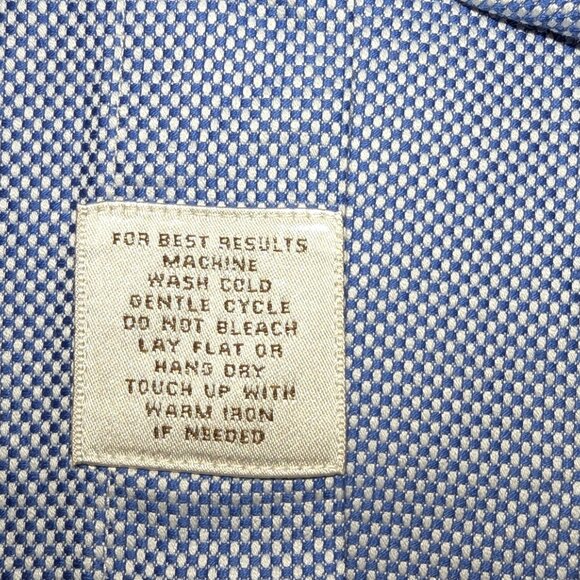 FOR BEST RESULTS
MACHINE
WASH COLD
GENTLE CYCLE
DO NOT BLEACH
LAY FLAT OR
HANG DRY
TOUCH UP WITH
WARM IRON
IF NEEDED